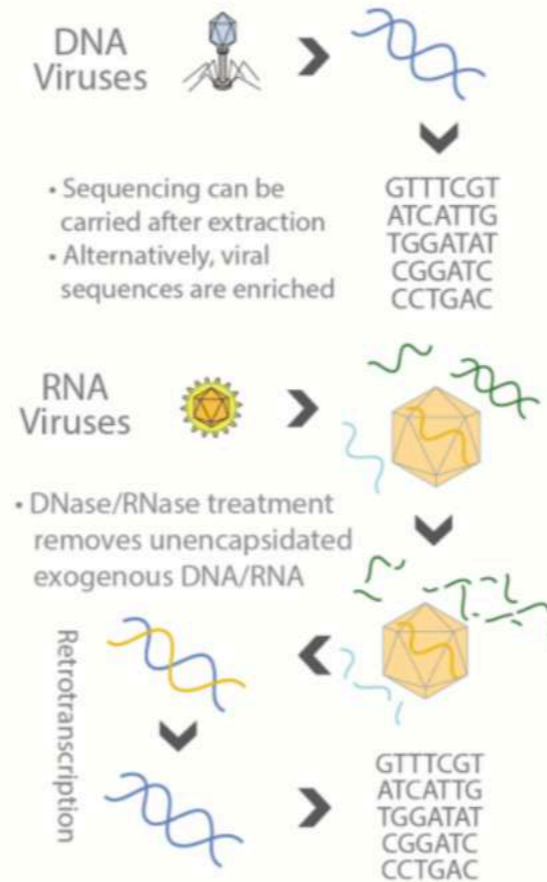 DNA
Viruses
• Sequencing can be
carried after extraction
• Alternatively, viral
sequences are enriched
GTTTCGT
ATCATTG
TGGATAT
CGGATC
CCTGAC
RNA
Viruses
• DNase/RNase treatment
removes unencapsidated
exogenous DNA/RNA
Retrotranscription
GTTTCGT
ATCATTG
TGGATAT
CGGATC
CCTGAC